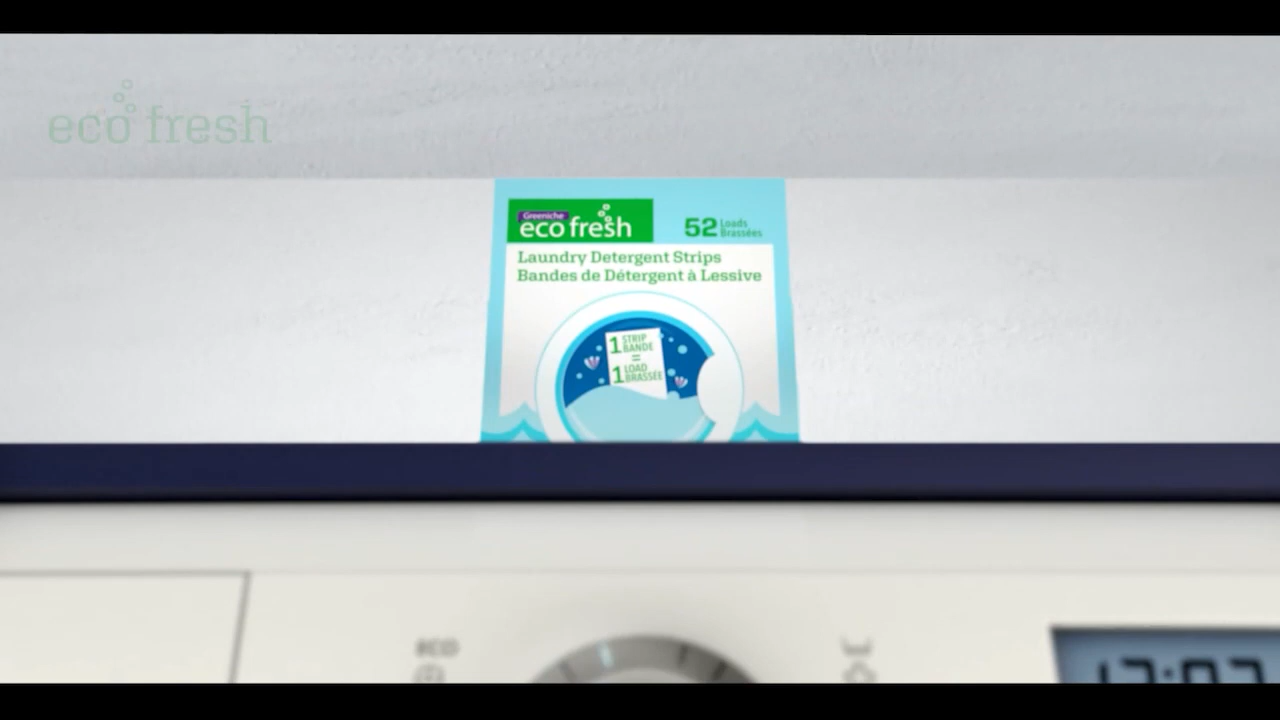 eco fresh
Greeniche
eco fresh
52 Loads
Brassées
Laundry Detergent Strips
Bandes de Détergent à Lessive
1 STRIP
BANDE
=
1 LOAD
BRASSÉE
ECO